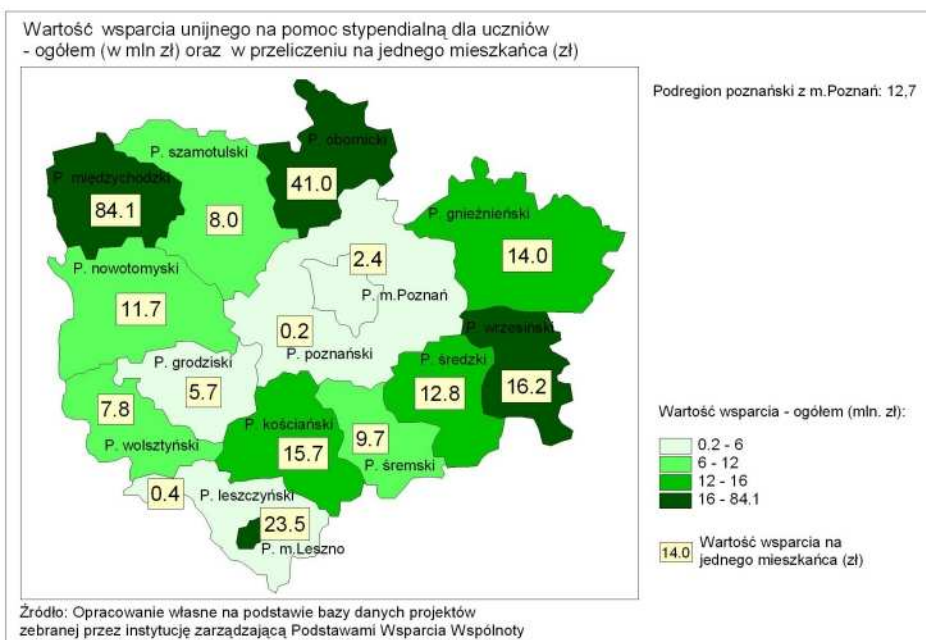 Wartość wsparcia unijnego na pomoc stypendialną dla uczniów
- ogółem (w mln zł) oraz w przeliczeniu na jednego mieszkańca (zł)
Podregion poznański z m.Poznań: 12,7
P. obornicki
41.0
P. szamotulski
8.0
P. międzychodzki
84.1
P. gnieźnieński
14.0
P. nowotomyski
11.7
2.4
P. m.Poznań
0.2
P. poznański
P. wrzesiński
16.2
P. średzki
12.8
P. grodziski
5.7
7.8
P. wolsztyński
P. kościański
15.7
9.7
P. śremski
0.4
P. leszczyński
23.5
P. m.Leszno
Wartość wsparcia - ogółem (mln. zł):
0.2 - 6
6 - 12
12 - 16
16 - 84.1
14.0
Wartość wsparcia na
jednego mieszkańca (zł)
Źródło: Opracowanie własne na podstawie bazy danych projektów
zebranej przez instytucję zarządzającą Podstawami Wsparcia Wspólnoty